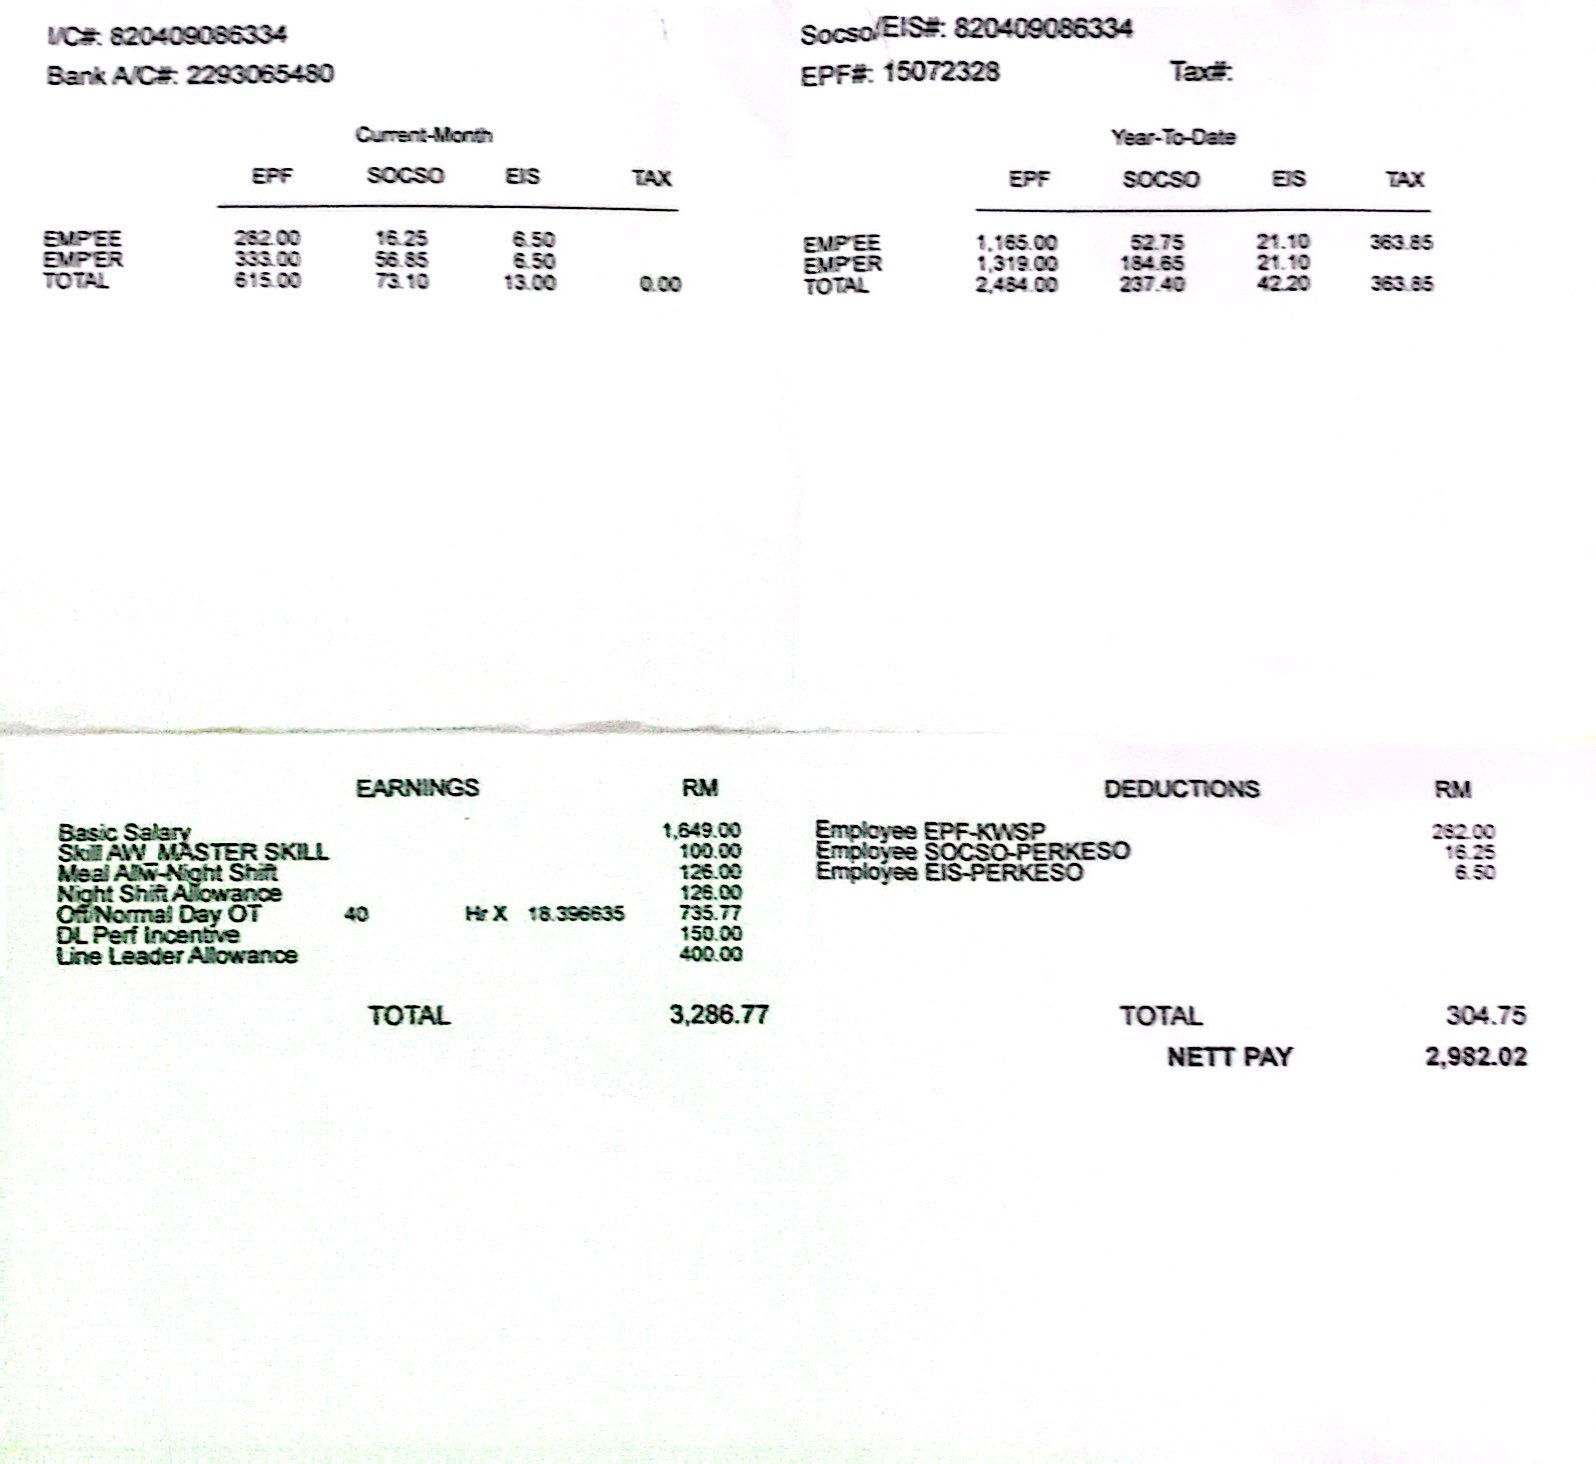 I/C#: 820409086334
Socso/EIS#: 820409086334
Bank A/C#: 2293065480
EPF#: 15072328 Tax#:
Current-Month
EPF SOCSO EIS TAX
EMP'EE 282.00 16.25 6.50
EMP'ER 333.00 56.85 6.50
TOTAL 615.00 73.10 13.00 0.00
Year-To-Date
EPF SOCSO EIS TAX
EMP'EE 1,165.00 52.75 21.10 363.85
EMP'ER 1,319.00 184.65 21.10
TOTAL 2,484.00 237.40 42.20 363.85
EARNINGS RM
Basic Salary 1,649.00
Skill AW_MASTER SKILL 100.00
Meal Allw-Night Shift 126.00
Night Shift Allowance 126.00
Off/Normal Day OT 40 Hr X 18.396635 735.77
DL Perf Incentive 150.00
Line Leader Allowance 400.00
TOTAL 3,286.77
DEDUCTIONS RM
Employee EPF-KWSP 282.00
Employee SOCSO-PERKESO 16.25
Employee EIS-PERKESO 6.50
TOTAL 304.75
NETT PAY 2,982.02